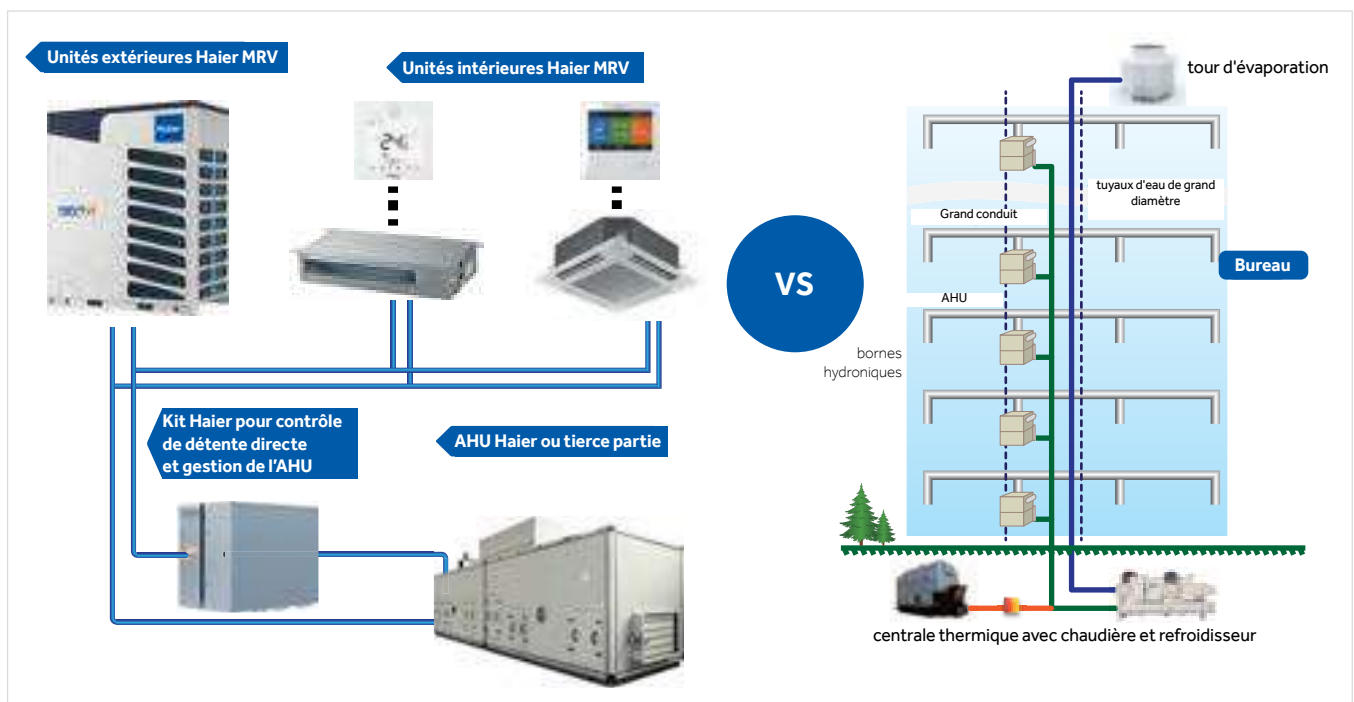 Unités extérieures Haier MRV
Unités intérieures Haier MRV
Haier
tour d'évaporation
tuyaux d'eau de grand
diamètre
Grand conduit
VS
Bureau
AHU
bornes
hydroniques
Kit Haier pour contrôle
de détente directe
et gestion de l'AHU
AHU Haier ou tierce partie
centrale thermique avec chaudière et refroidisseur